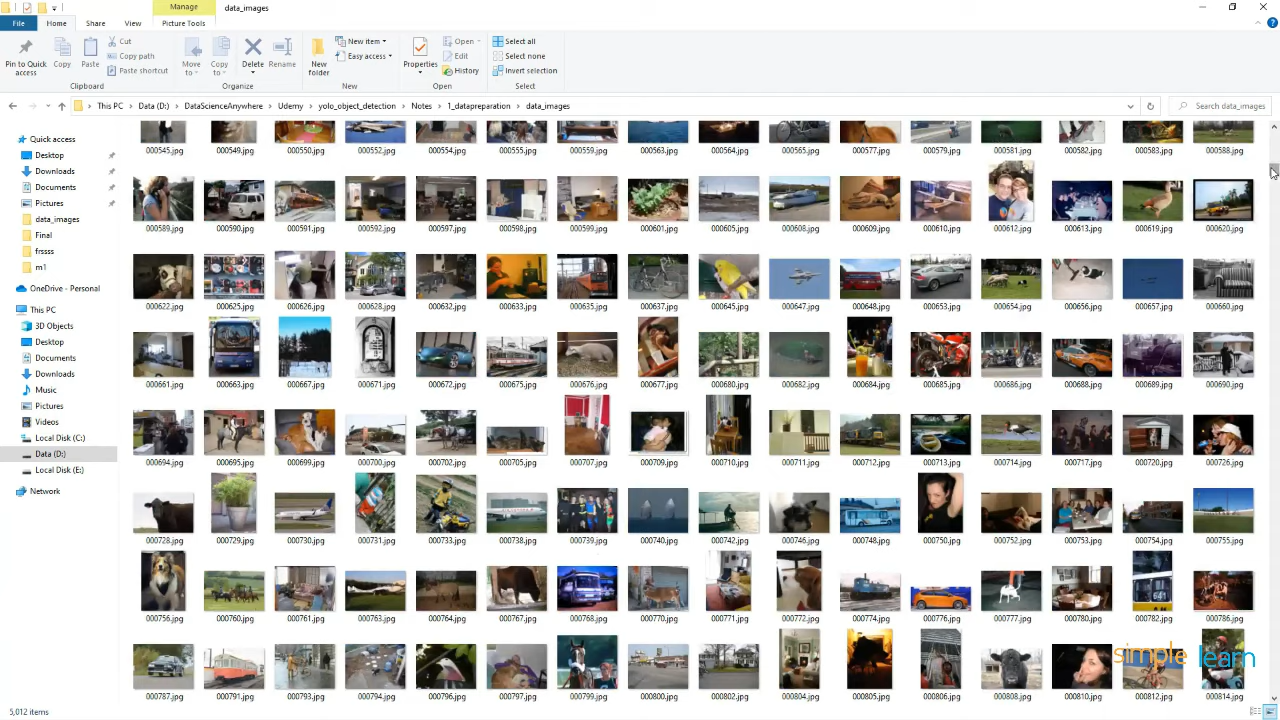 Manage
data_images
File
Home
Share
View
Picture Tools
Pin to Quick access
Copy
Paste
Cut
Copy path
Paste shortcut
Clipboard
Move to
Copy to
Delete
Rename
Organize
New folder
New item
Easy access
New
Properties
Open
Edit
History
Open
Select all
Select none
Invert selection
Select
This PC > Data (D:) > DataScienceAnywhere > Udemy > yolo_object_detection > Notes > 1_datapreparation > data_images
Search data_images
Quick access
Desktop
Downloads
Documents
Pictures
data_images
Final
frssss
m1
OneDrive - Personal
This PC
3D Objects
Desktop
Documents
Downloads
Music
Pictures
Videos
Local Disk (C:)
Data (D:)
Local Disk (E:)
Network
000545.jpg 000549.jpg 000550.jpg 000552.jpg 000554.jpg 000555.jpg 000559.jpg 000563.jpg 000564.jpg 000565.jpg 000577.jpg 000579.jpg 000581.jpg 000582.jpg 000583.jpg 000588.jpg
000589.jpg 000590.jpg 000591.jpg 000592.jpg 000597.jpg 000598.jpg 000599.jpg 000601.jpg 000605.jpg 000608.jpg 000609.jpg 000610.jpg 000612.jpg 000613.jpg 000619.jpg 000620.jpg
000622.jpg 000625.jpg 000626.jpg 000628.jpg 000632.jpg 000633.jpg 000635.jpg 000637.jpg 000645.jpg 000647.jpg 000648.jpg 000653.jpg 000654.jpg 000656.jpg 000657.jpg 000660.jpg
000661.jpg 000663.jpg 000667.jpg 000671.jpg 000672.jpg 000675.jpg 000676.jpg 000677.jpg 000680.jpg 000682.jpg 000684.jpg 000685.jpg 000686.jpg 000688.jpg 000689.jpg 000690.jpg
000694.jpg 000695.jpg 000699.jpg 000700.jpg 000702.jpg 000705.jpg 000707.jpg 000709.jpg 000710.jpg 000711.jpg 000712.jpg 000713.jpg 000714.jpg 000717.jpg 000720.jpg 000726.jpg
000728.jpg 000729.jpg 000730.jpg 000731.jpg 000733.jpg 000738.jpg 000739.jpg 000740.jpg 000742.jpg 000746.jpg 000748.jpg 000750.jpg 000752.jpg 000753.jpg 000754.jpg 000755.jpg
000756.jpg 000760.jpg 000761.jpg 000763.jpg 000764.jpg 000767.jpg 000768.jpg 000770.jpg 000771.jpg 000772.jpg 000774.jpg 000776.jpg 000777.jpg 000780.jpg 000782.jpg 000786.jpg
000787.jpg 000791.jpg 000793.jpg 000794.jpg 000796.jpg 000797.jpg 000799.jpg 000800.jpg 000802.jpg 000804.jpg 000805.jpg 000806.jpg 000808.jpg 000810.jpg 000812.jpg 000814.jpg
simplelearn
5,012 items